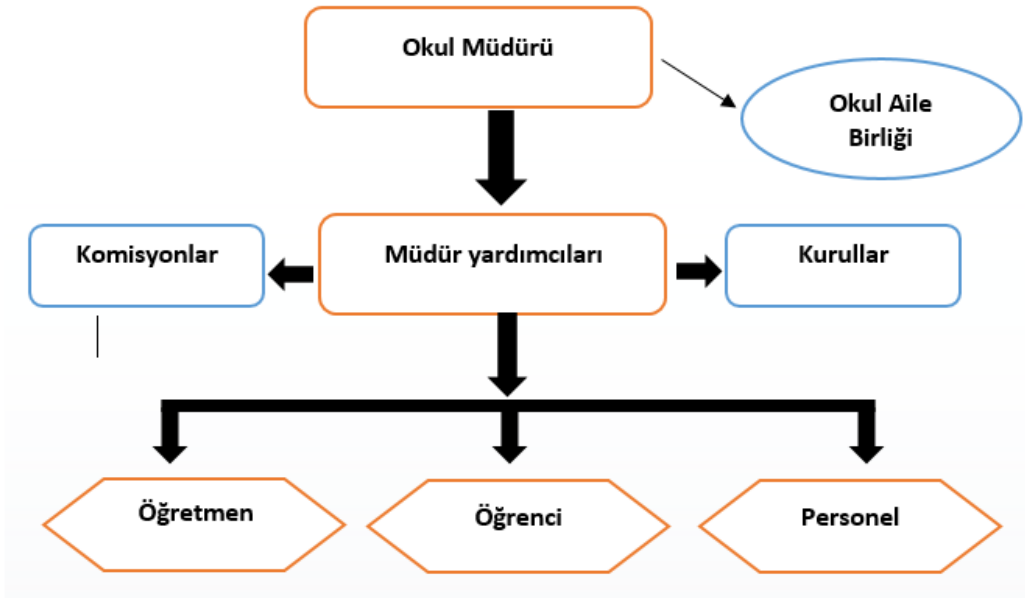 Okul Müdürü
Okul Aile
Birliği
Komisyonlar
Müdür yardımcıları
Kurullar
Öğretmen
Öğrenci
Personel